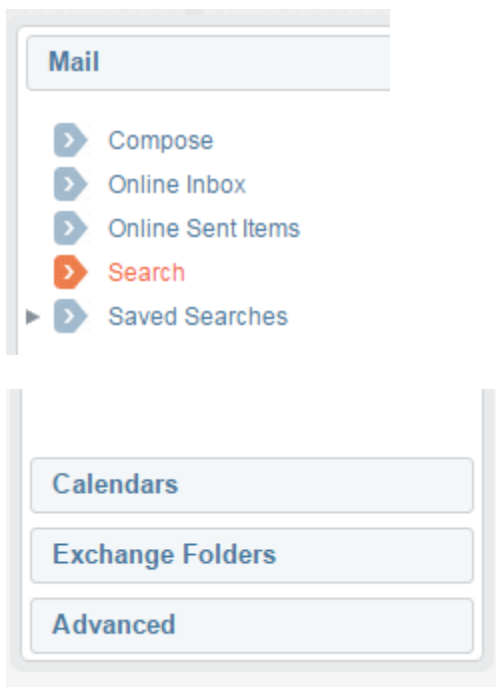 Mail
Compose
Online Inbox
Online Sent Items
Search
Saved Searches
Calendars
Exchange Folders
Advanced